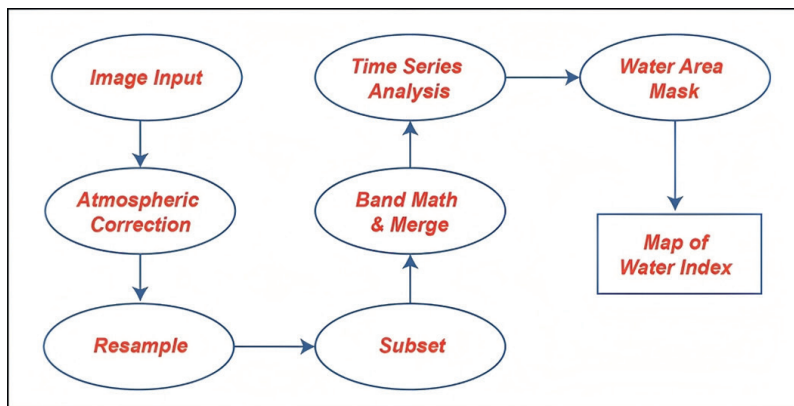 Image Input
Atmospheric
Correction
Resample
Subset
Band Math
& Merge
Time Series
Analysis
Water Area
Mask
Map of
Water Index